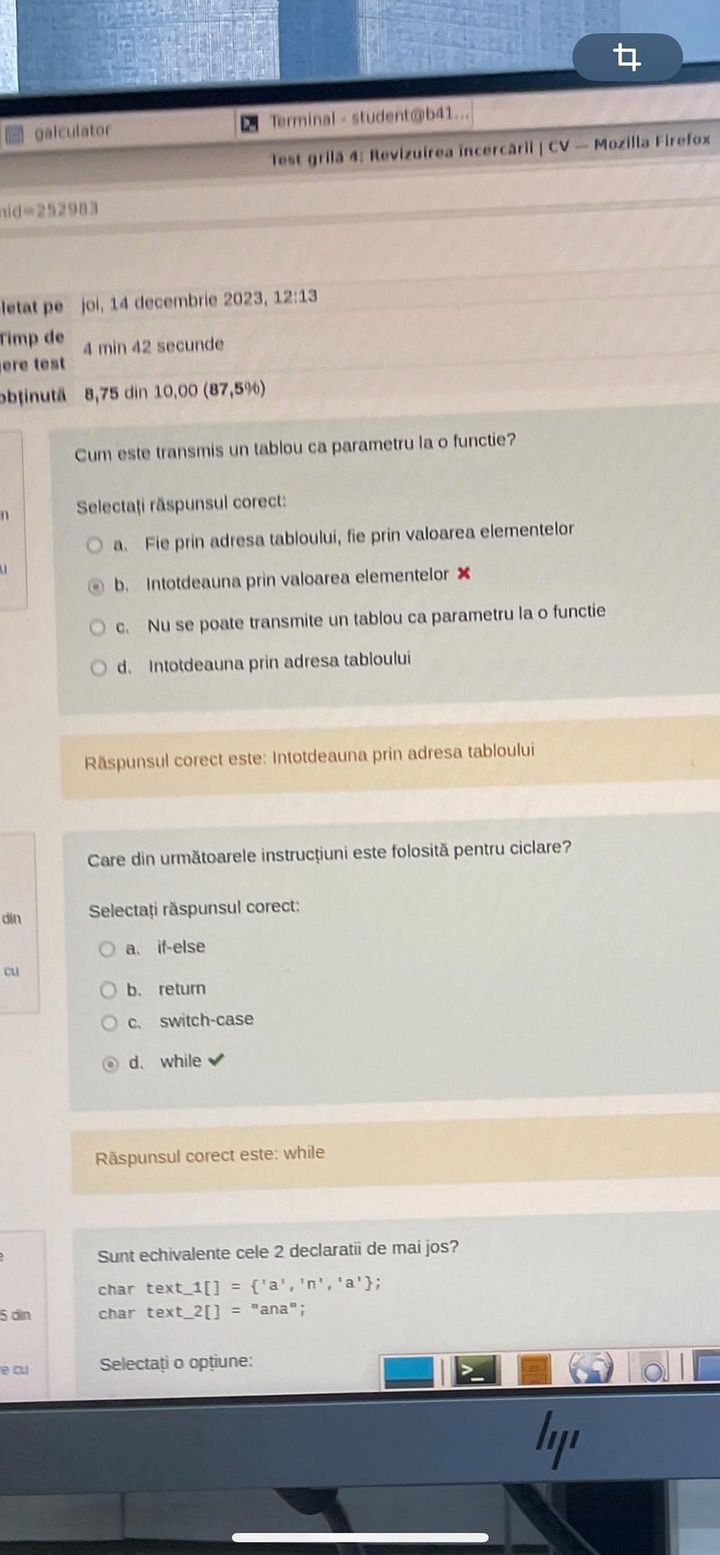 galculator
Terminal - student@b41...
Test grilă 4: Revizuirea încercării | CV — Mozilla Firefox
nid=252983
letat pe joi, 14 decembrie 2023, 12:13
Timp de
ere test
4 min 42 secunde
obținută 8,75 din 10,00 (87,5%)
Cum este transmis un tablou ca parametru la o functie?
n
Selectați răspunsul corect:
a. Fie prin adresa tabloului, fie prin valoarea elementelor
u
b. Intotdeauna prin valoarea elementelor
c. Nu se poate transmite un tablou ca parametru la o functie
d. Intotdeauna prin adresa tabloului
Răspunsul corect este: Intotdeauna prin adresa tabloului
Care din următoarele instrucțiuni este folosită pentru ciclare?
din
Selectați răspunsul corect:
a. if-else
cu
b. return
c. switch-case
d. while
Răspunsul corect este: while
e
Sunt echivalente cele 2 declaratii de mai jos?
char text_1[] = {'a','n','a'};
5 din
char text_2[] = "ana";
e cu
Selectați o opțiune:
hp